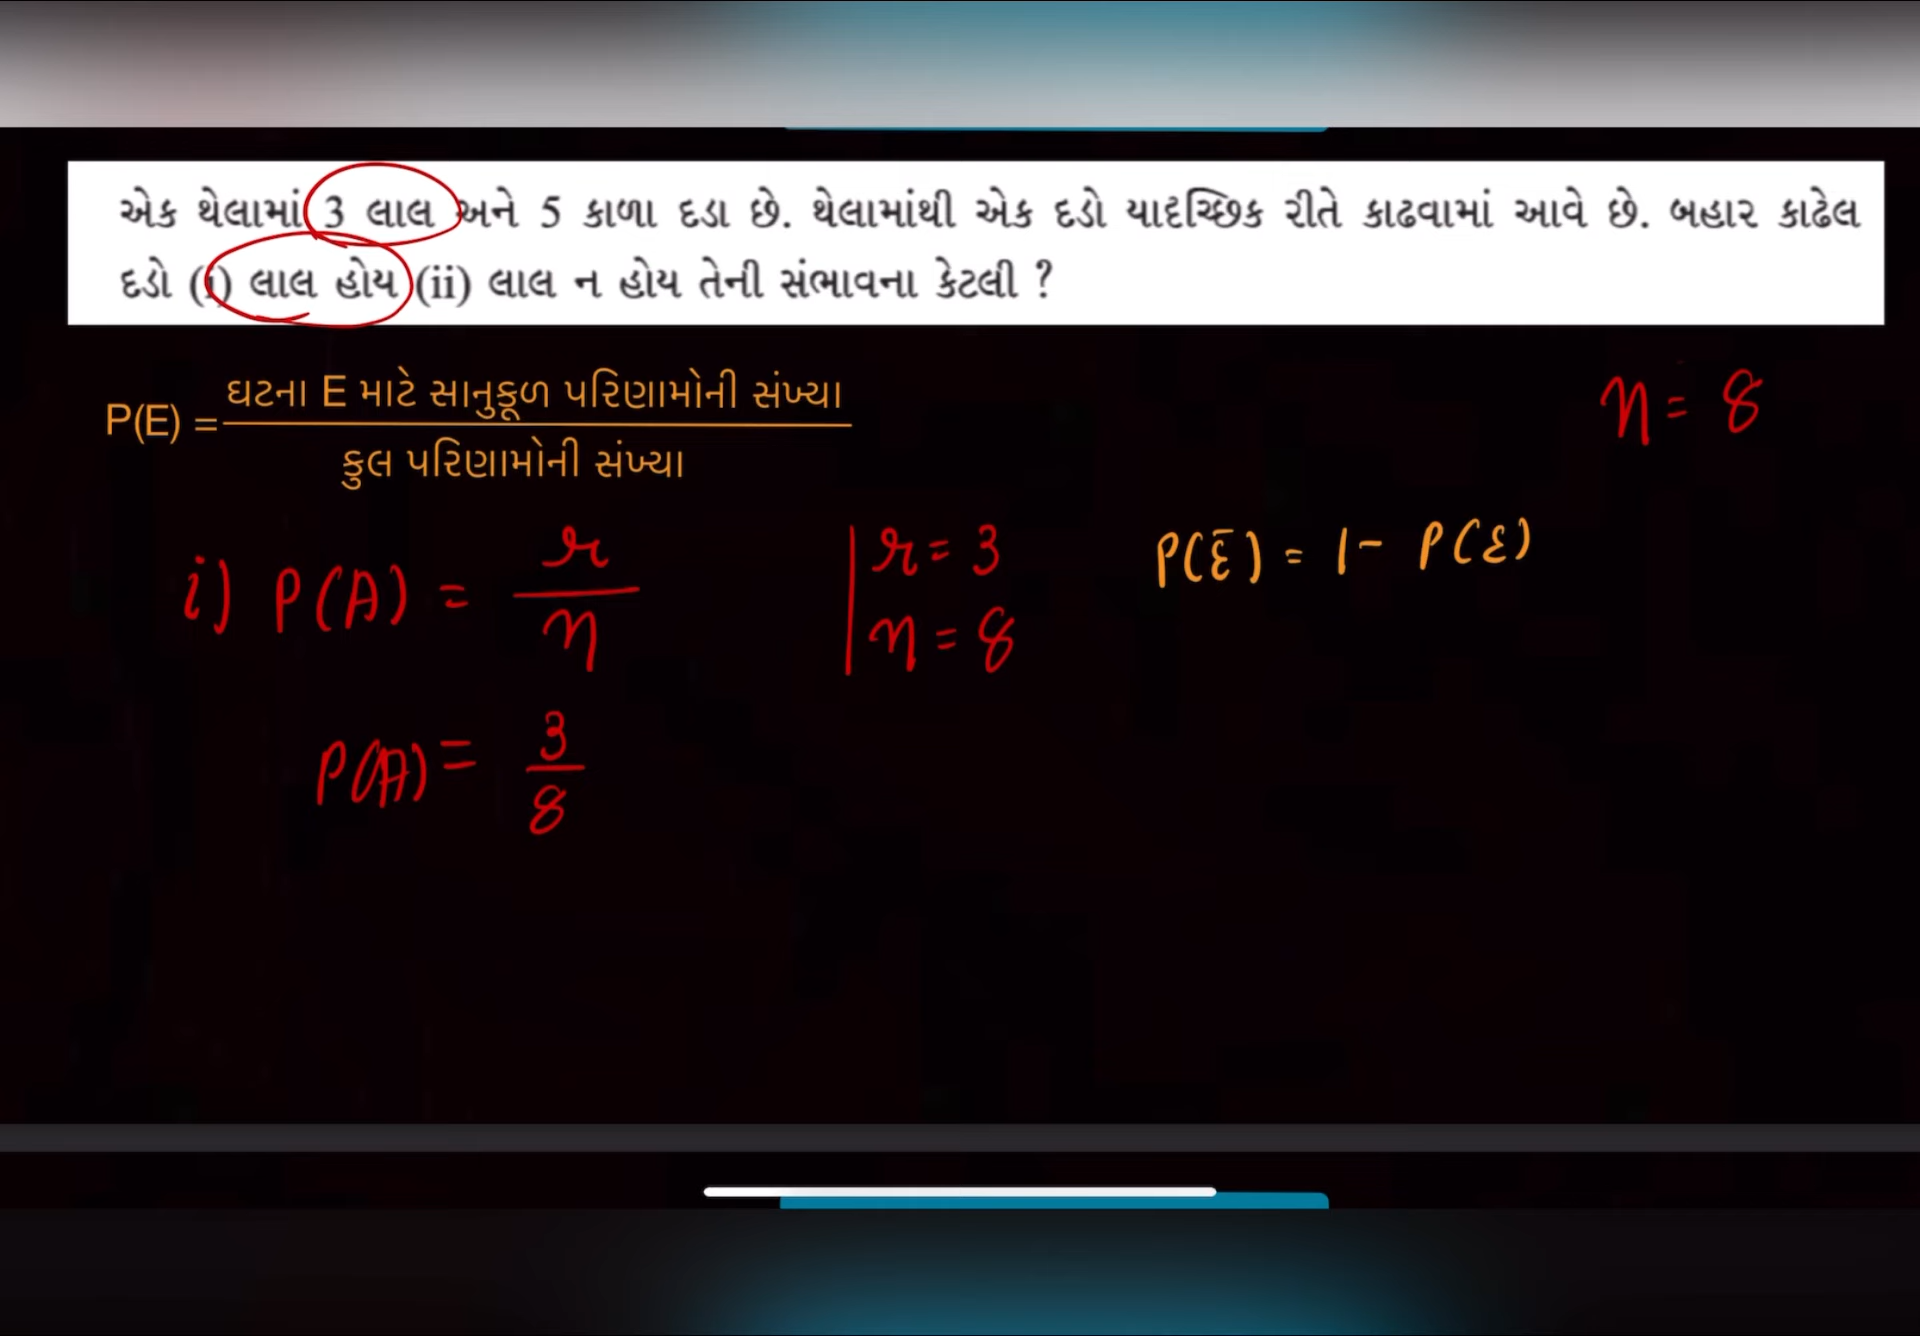 એક થેલામાં 3 લાલ અને 5 કાળા દડા છે. થેલામાંથી એક દડો યાદૃચ્છિક રીતે કાઢવામાં આવે છે. બહાર કાઢેલ
દડો (i) લાલ હોય (ii) લાલ ન હોય તેની સંભાવના કેટલી ?
P(E) = ઘટના E માટે સાનુકૂળ પરિણામોની સંખ્યા
કુલ પરિણામોની સંખ્યા
n = 8
i) P(A) = r / n
r = 3
n = 8
P(Ē) = 1 - P(E)
P(A) = 3 / 8